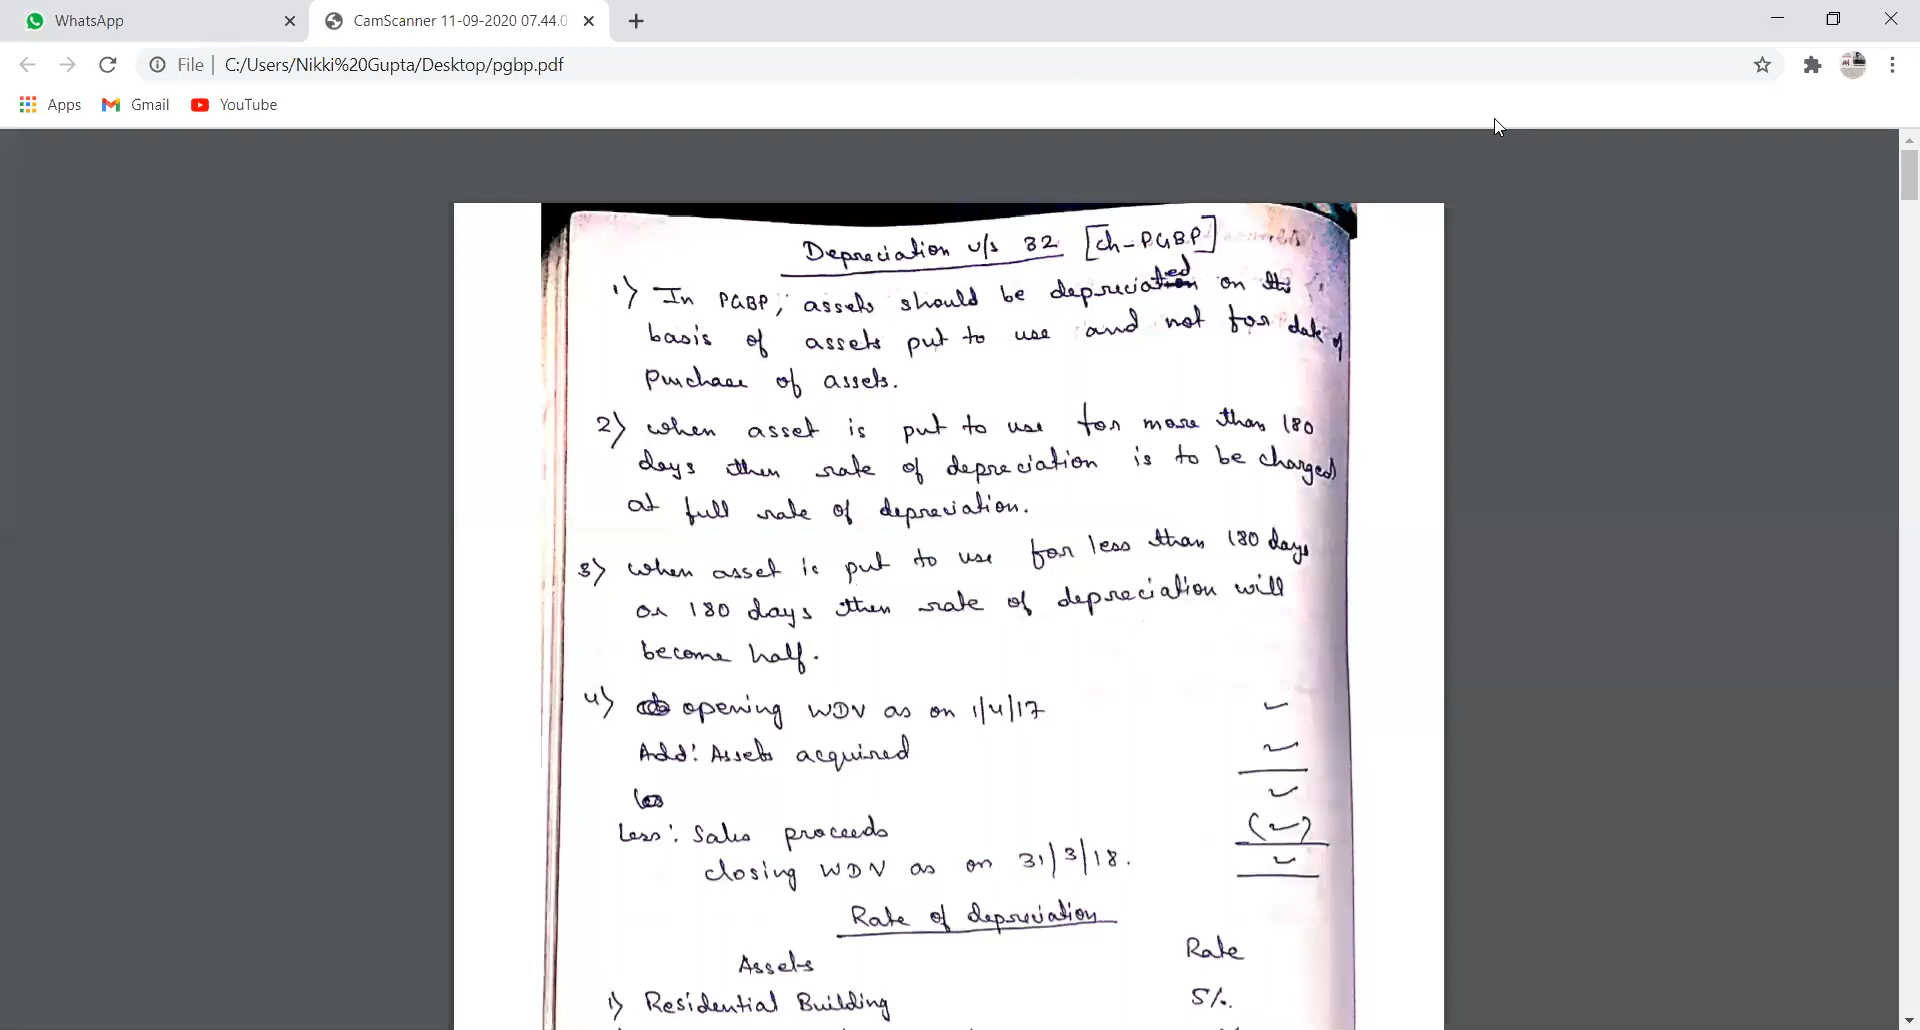 WhatsApp
CamScanner 11-09-2020 07.44.0
File
C:/Users/Nikki%20Gupta/Desktop/pgbp.pdf
Apps
Gmail
YouTube
Depreciation u/s 32 [Ch-PGBP]
1) In PGBP, assets should be depreciated on the
basis of assets put to use and not for date of
Purchase of assets.
2) when asset is put to use for more than 180
days then rate of depreciation is to be charged
at full rate of depreciation.
3) when asset is put to use for less than 180 days
or 180 days then rate of depreciation will
become half.
4) opening WDV as on 1/4/17
Add: Assets acquired
Less: Sales proceeds
closing WDV as on 31/3/18.
Rate of depreciation
Assets Rate
1) Residential Building 5%.